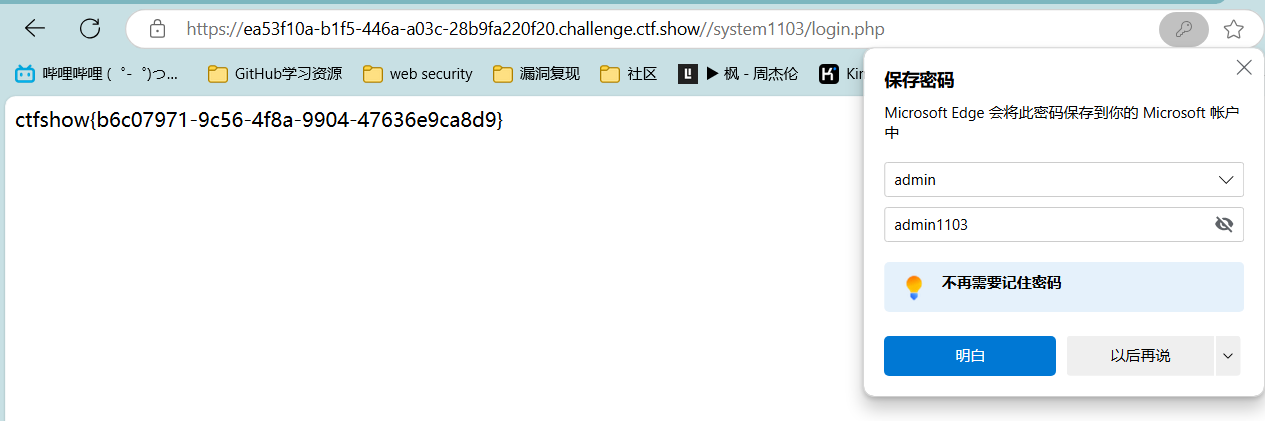 https://ea53f10a-b1f5-446a-a03c-28b9fa220f20.challenge.ctf.show//system1103/login.php
哔哩哔哩 (゜-゜)つ... GitHub学习资源 web security 漏洞复现 社区 ▶ 枫 - 周杰伦
ctfshow{b6c07971-9c56-4f8a-9904-47636e9ca8d9}
保存密码
Microsoft Edge 会将此密码保存到你的 Microsoft 帐户
中
admin
admin1103
不再需要记住密码
明白 以后再说